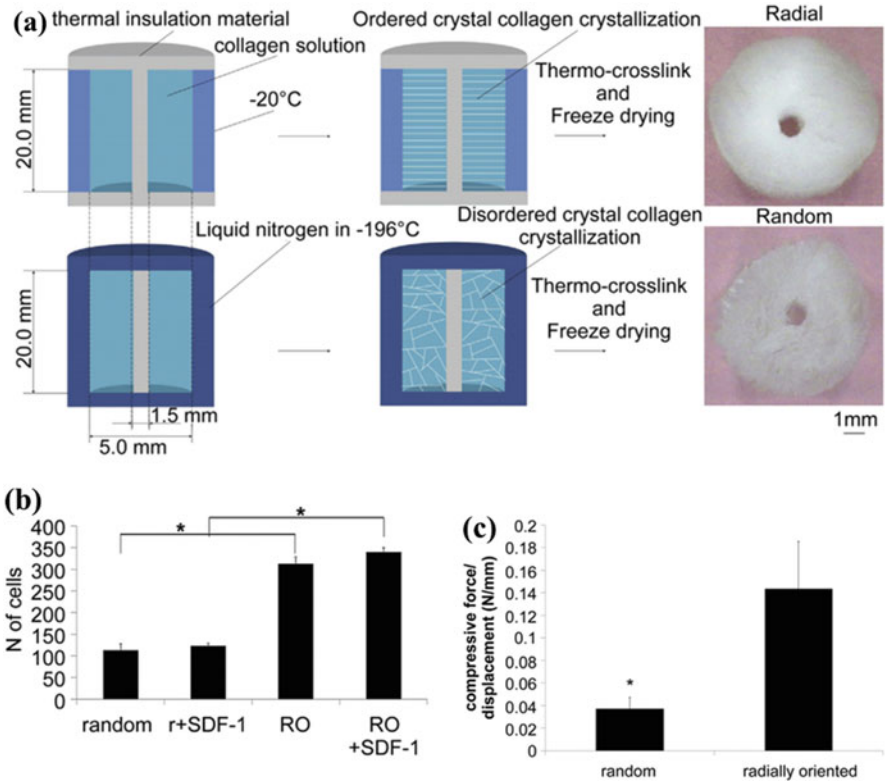 (a)
thermal insulation material
collagen solution
-20°C
20.0 mm
Ordered crystal collagen crystallization
Thermo-crosslink
and
Freeze drying
Radial
Liquid nitrogen in -196°C
20.0 mm
1.5 mm
5.0 mm
Disordered crystal collagen
crystallization
Thermo-crosslink
and
Freeze drying
Random
1mm
(b)
N of cells
400
350
300
250
200
150
100
50
0
*
*
random
r+SDF-1
RO
RO
+SDF-1
(c)
compressive force/
displacement (N/mm)
0.2
0.18
0.16
0.14
0.12
0.1
0.08
0.06
0.04
0.02
0
*
random
radially oriented